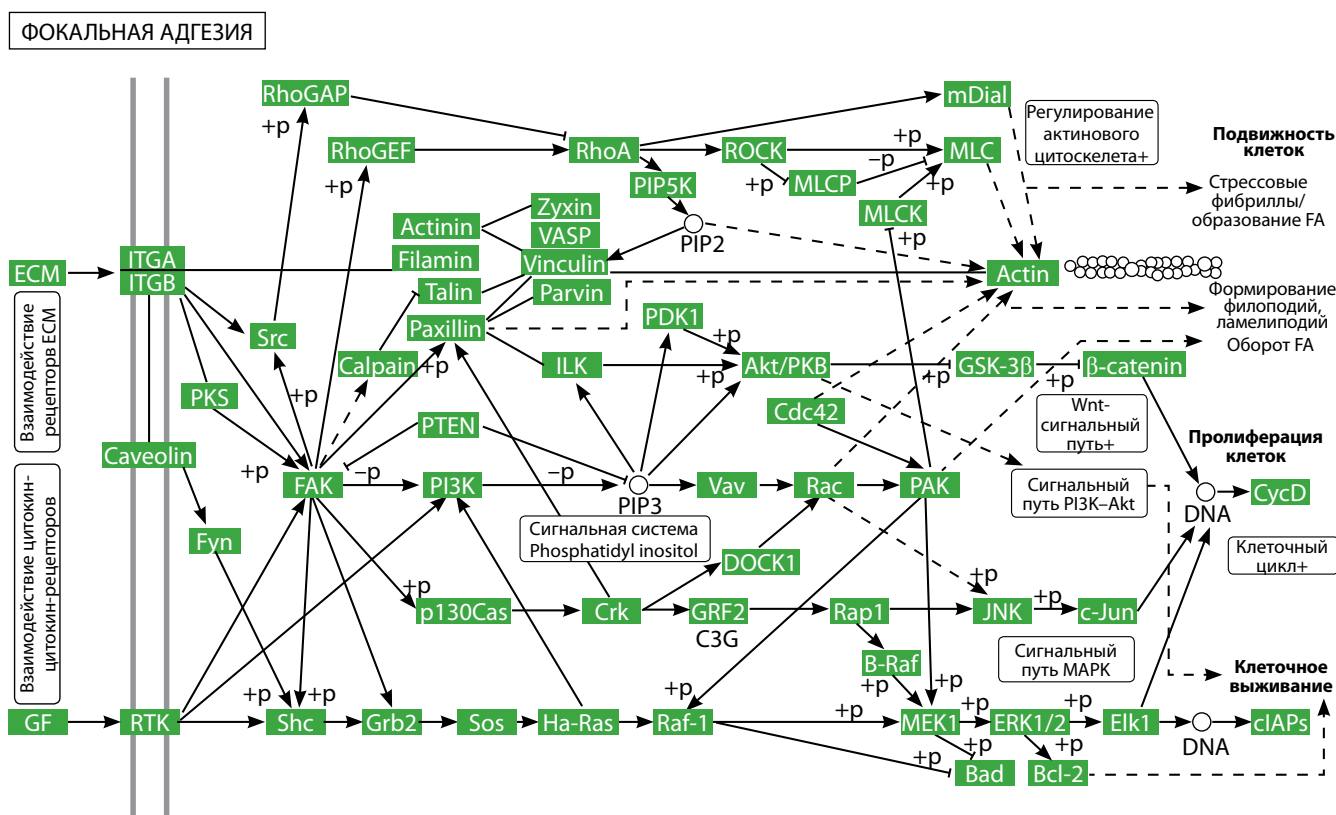 ФОКАЛЬНАЯ АДГЕЗИЯ
RhoGAP
mDial
+p
Регулирование
актинового
цитоскелета+
Подвижность
клеток
RhoGEF
RhoA
ROCK
+p
MLC
+p
–p
+p
MLCP
+p
PIP5K
Стрессовые
фибриллы/
образование FA
MLCK
+p
Zyxin
Actinin
VASP
PIP2
ITGA
Filamin
Vinculin
ECM
ITGB
Talin
Parvin
Actin
Формирование
филоподий,
ламелиподий
Взаимодействие
рецепторов ECM
Src
Paxillin
PDK1
+p
Оборот FA
Calpain
+p
ILK
+p
Akt/PKB
+p
GSK-3β
ß-catenin
+p
PKS
Cdc42
Wnt-
сигнальный
путь+
PTEN
Caveolin
Пролиферация
клеток
+p
–p
–p
FAK
PI3K
PIP3
Vav
Rac
PAK
Сигнальный
путь PI3K–Akt
CycD
DNA
Взаимодействие цитокин-
цитокин-рецепторов
Fyn
Сигнальная система
Phosphatidyl inositol
DOCK1
Клеточный
цикл+
+p
+p
+p
p130Cas
Crk
GRF2
C3G
Rap1
JNK
c-Jun
B-Raf
Сигнальный
путь MAPK
+p
+p
+p
+p
+p
Клеточное
выживание
GF
RTK
Shc
Grb2
Sos
Ha-Ras
Raf-1
+p
MEK1
+p
ERK1/2
+p
Elk1
DNA
cIAPs
+p
+p
+p
Bad
Bcl-2